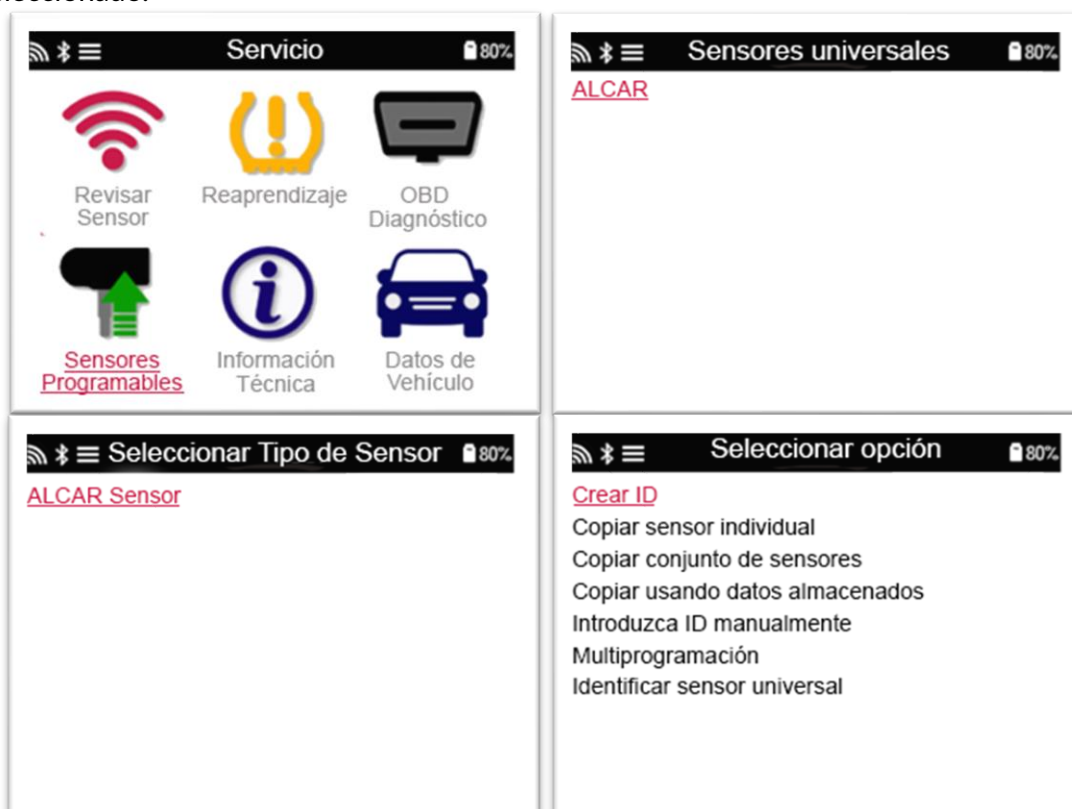 Servicio 80%
Revisar
Sensor
Reaprendizaje
OBD
Diagnóstico
Sensores
Programables
Información
Técnica
Datos de
Vehículo
Sensores universales 80%
ALCAR
Seleccionar Tipo de Sensor 80%
ALCAR Sensor
Seleccionar opción 80%
Crear ID
Copiar sensor individual
Copiar conjunto de sensores
Copiar usando datos almacenados
Introduzca ID manualmente
Multiprogramación
Identificar sensor universal